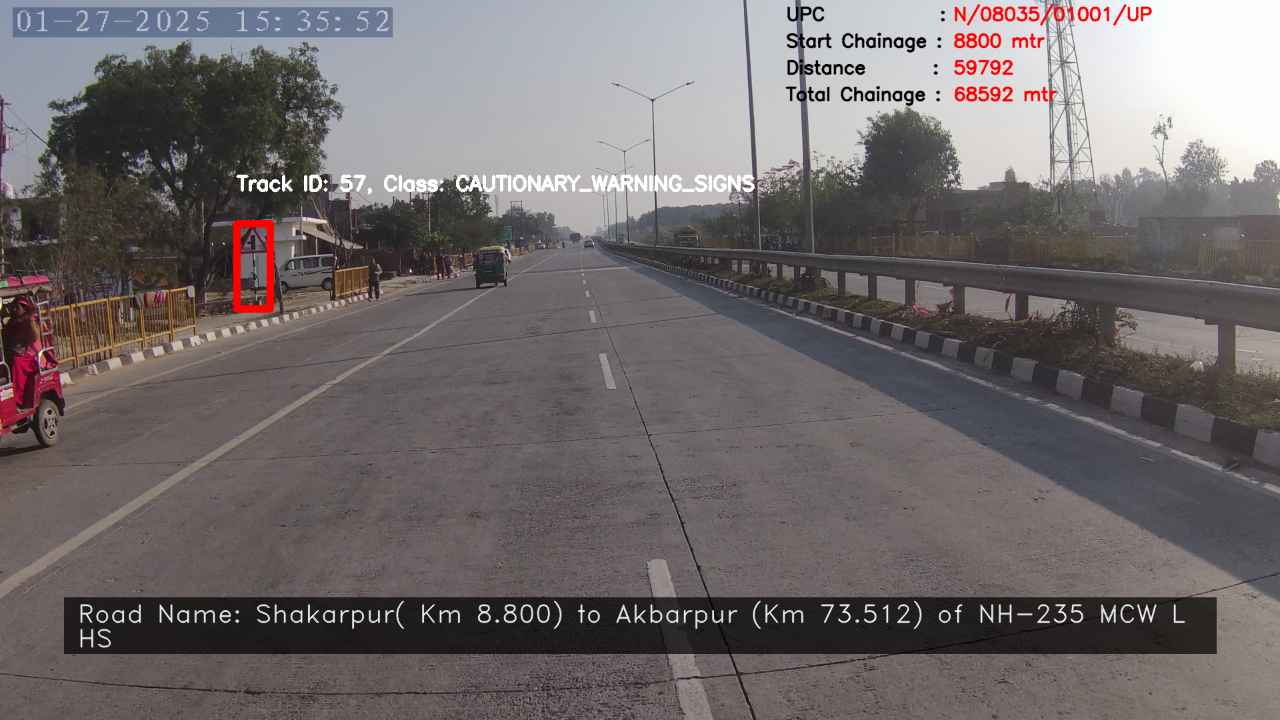 01-27-2025 15:35:52
UPC : N/08035/01001/UP
Start Chainage : 8800 mtr
Distance : 59792
Total Chainage : 68592 mtr
Track ID: 57, Class: CAUTIONARY_WARNING_SIGNS
Road Name: Shakarpur( Km 8.800) to Akbarpur (Km 73.512) of NH-235 MCW L
HS